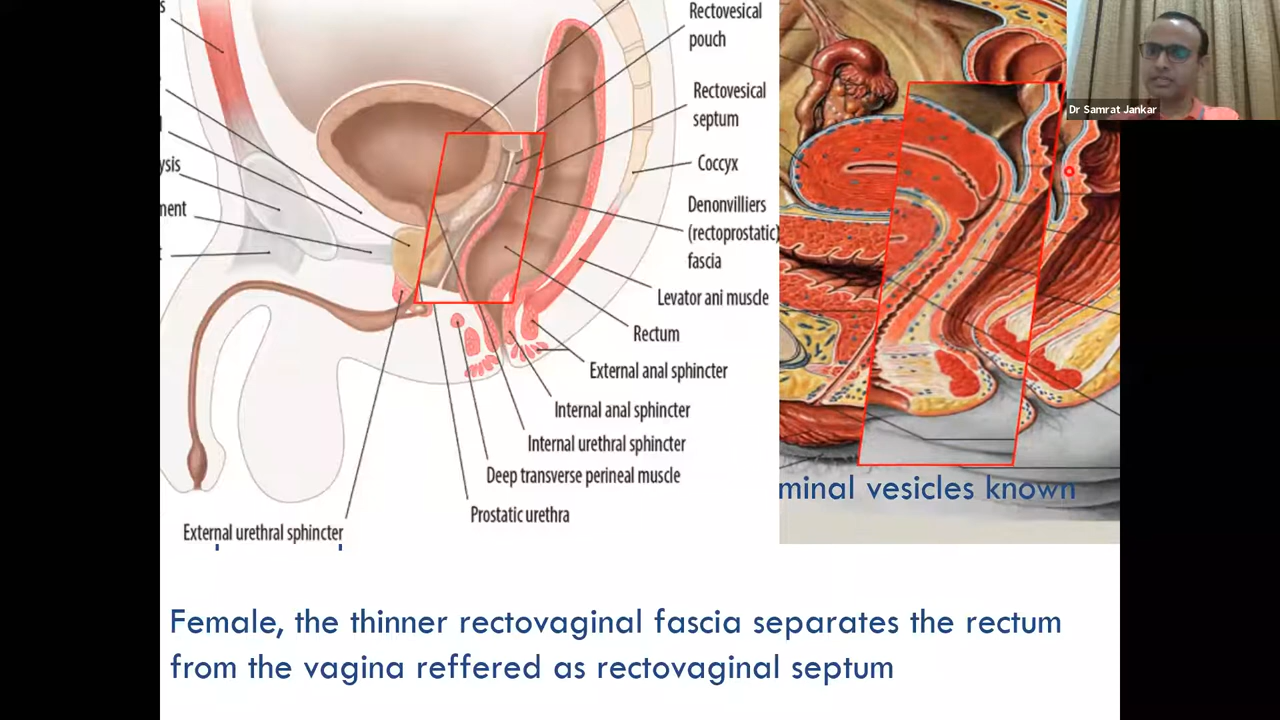 Rectovesical
pouch
Rectovesical
septum
Coccyx
Denonvilliers
(rectoprostatic)
fascia
Levator ani muscle
Rectum
External anal sphincter
Internal anal sphincter
Internal urethral sphincter
Deep transverse perineal muscle
Prostatic urethra
External urethral sphincter
Dr Samrat Jankar
vesicles known
Female, the thinner rectovaginal fascia separates the rectum
from the vagina reffered as rectovaginal septum